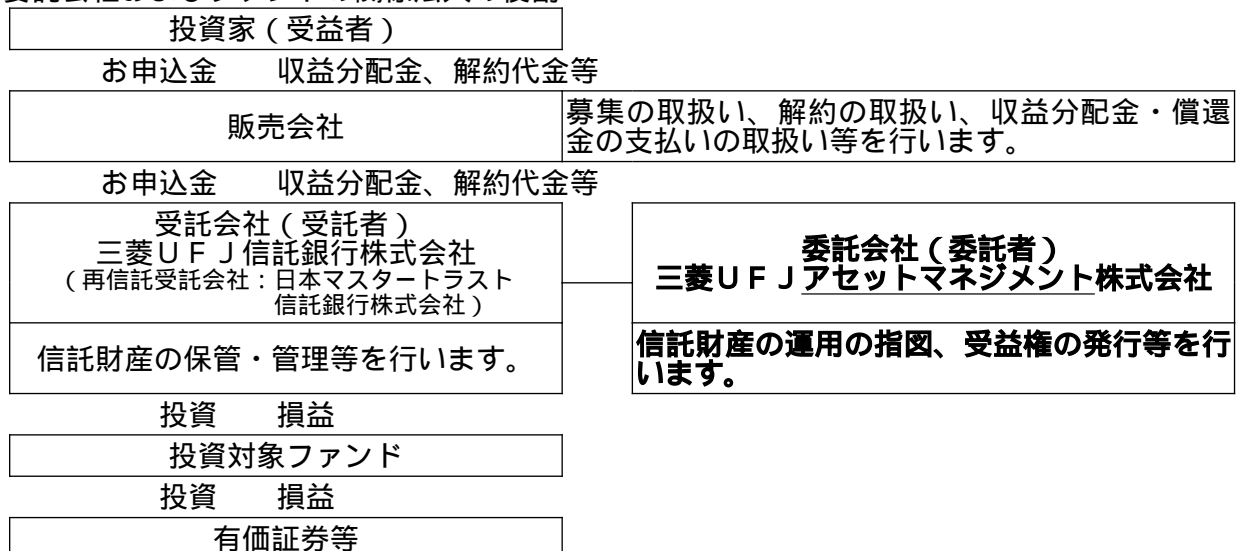 投資家（受益者）
お申込金　収益分配金、解約代金等
販売会社
募集の取扱い、解約の取扱い、収益分配金・償還
金の支払いの取扱い等を行います。
お申込金　収益分配金、解約代金等
受託会社（受託者）
三菱ＵＦＪ信託銀行株式会社
（再信託受託会社：日本マスタートラスト
信託銀行株式会社）
委託会社（委託者）
三菱ＵＦＪアセットマネジメント株式会社
信託財産の保管・管理等を行います。
信託財産の運用の指図、受益権の発行等を行
います。
投資　損益
投資対象ファンド
投資　損益
有価証券等